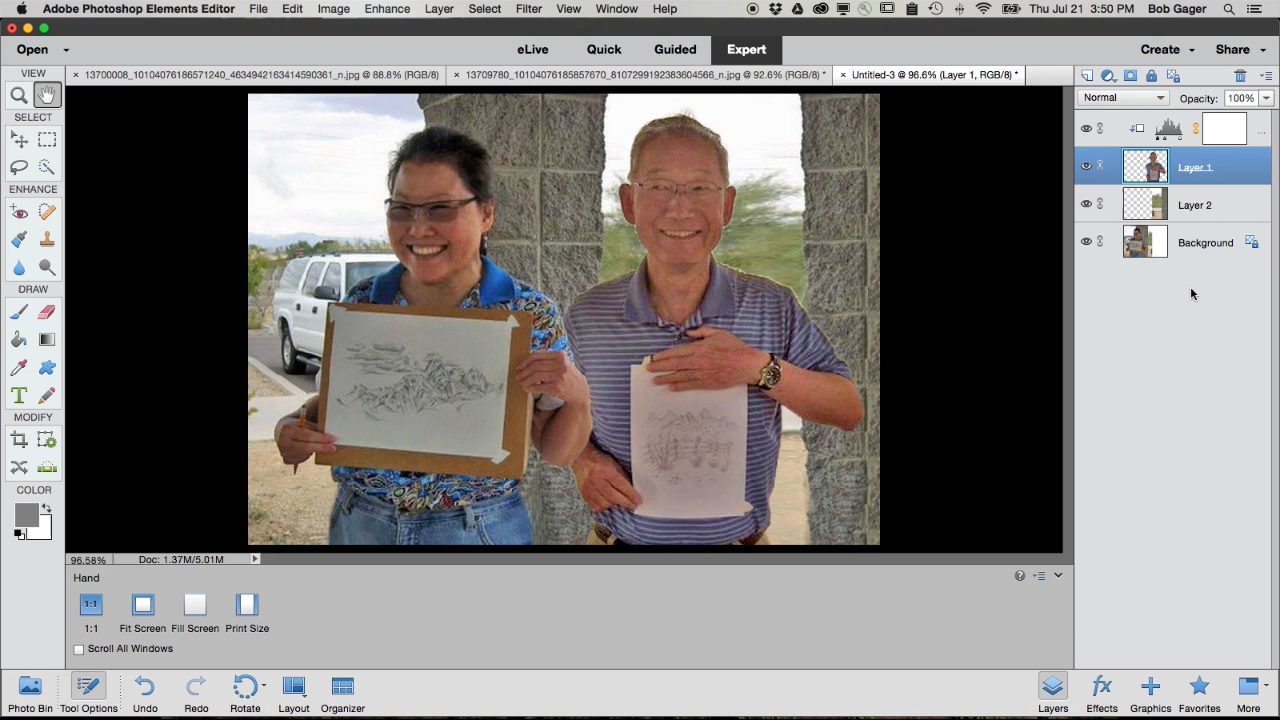 Adobe Photoshop Elements Editor File Edit Image Enhance Layer Select Filter View Window Help Thu Jul 21 3:50 PM Bob Gager
Open eLive Quick Guided Expert Create Share
VIEW
× 13700008_10104076186571240_4634942163414590361_n.jpg @ 88.8% (RGB/8) × 13709780_10104076185857670_8107299192383604566_n.jpg @ 92.6% (RGB/8) * × Untitled-3 @ 96.6% (Layer 1, RGB/8) *
Normal Opacity: 100%
SELECT
Layer 1
ENHANCE
Layer 2
Background
DRAW
T
MODIFY
COLOR
96.58% Doc: 1.37M/5.01M
Hand
1:1
1:1 Fit Screen Fill Screen Print Size
Scroll All Windows
Photo Bin Tool Options Undo Redo Rotate Layout Organizer Layers Effects Graphics Favorites More